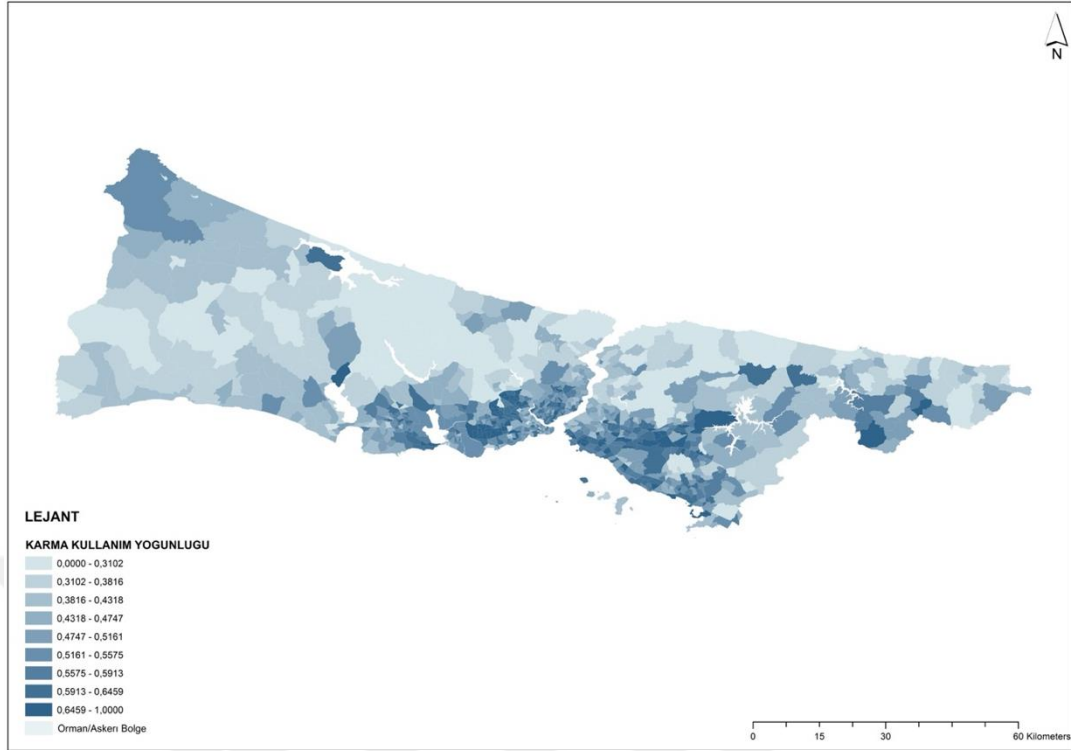 N
LEJANT
KARMA KULLANIM YOGUNLUGU
0,0000 - 0,3102
0,3102 - 0,3816
0,3816 - 0,4318
0,4318 - 0,4747
0,4747 - 0,5161
0,5161 - 0,5575
0,5575 - 0,5913
0,5913 - 0,6459
0,6459 - 1,0000
Orman/Askerı Bolge
0 15 30 60 Kilometers